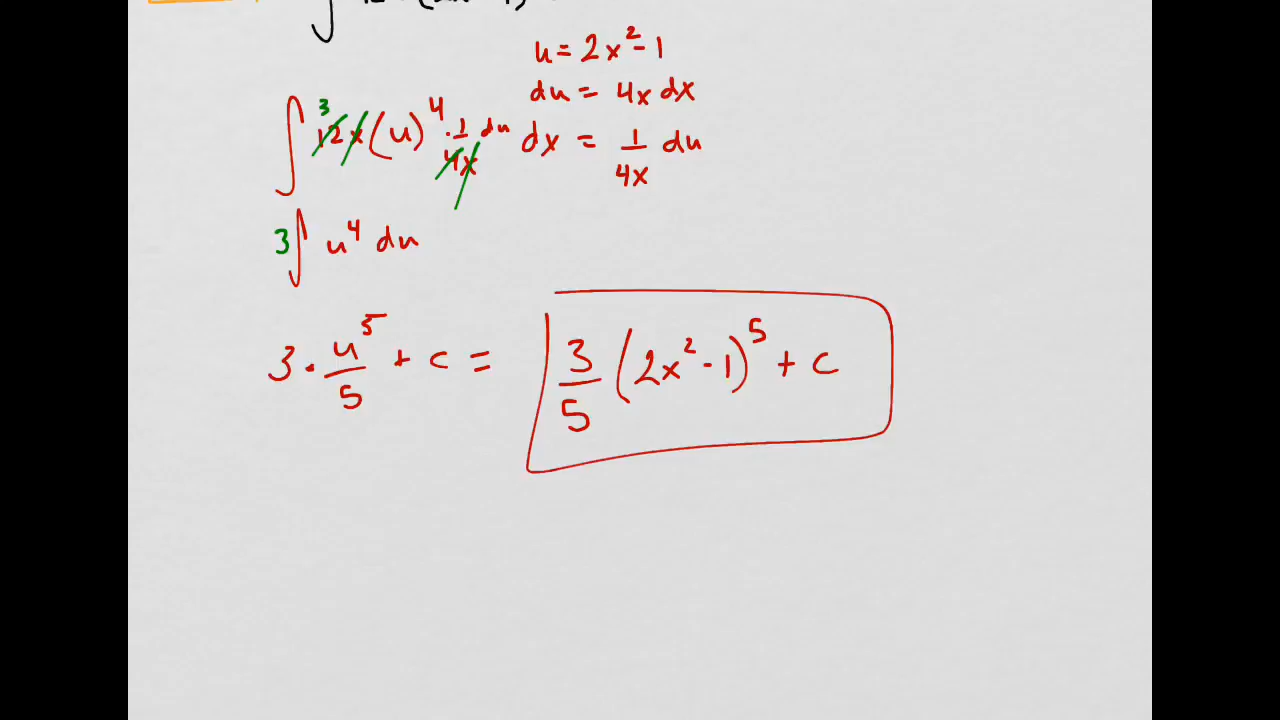 u = 2x² - 1
du = 4x dx
∫ 12x (u)⁴ · 1/4x du dx = 1/4x du
3
3 ∫ u⁴ du
3 · u⁵/5 + c = 3/5 (2x² - 1)⁵ + c